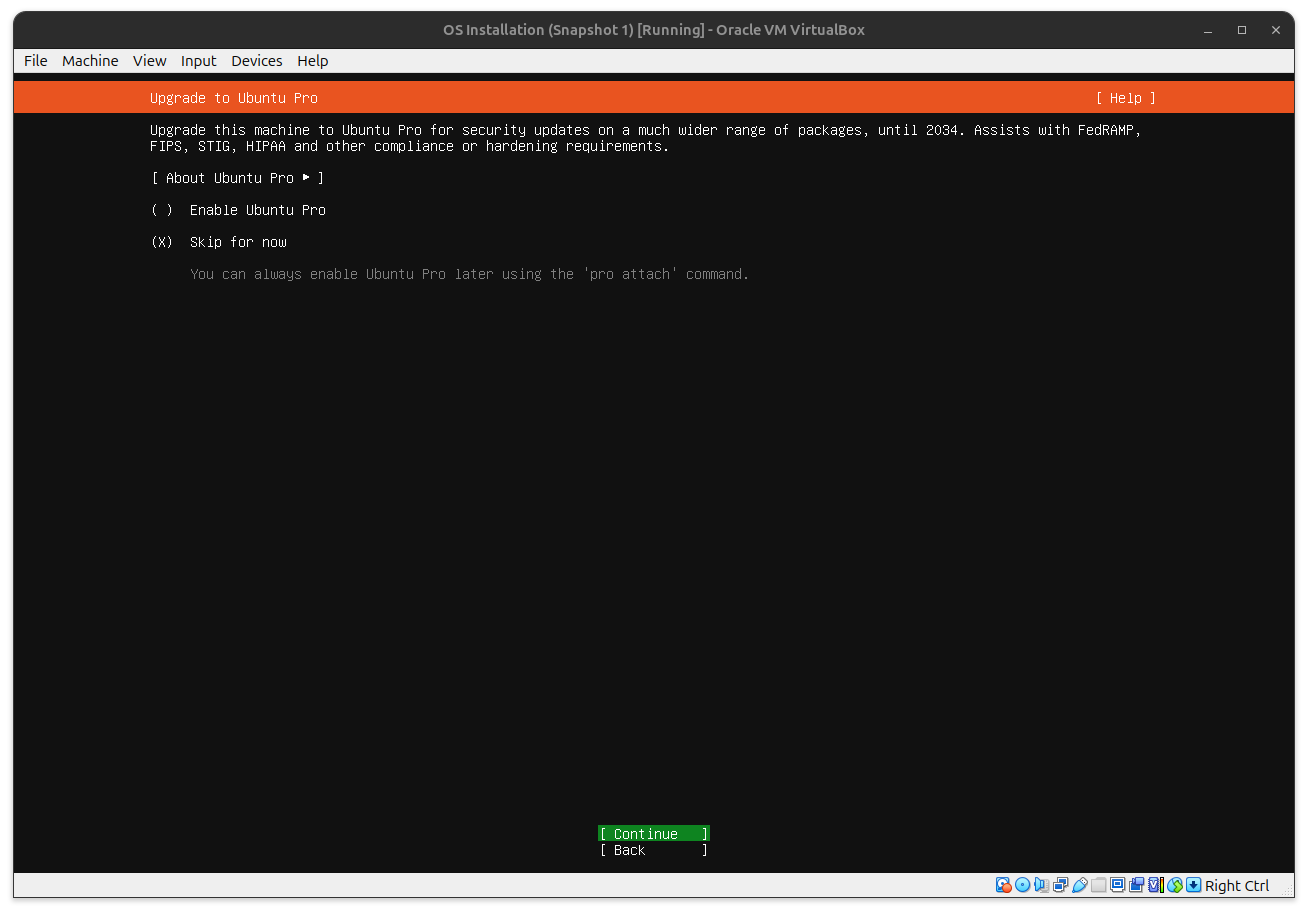 OS Installation (Snapshot 1) [Running] - Oracle VM VirtualBox
File Machine View Input Devices Help
Upgrade to Ubuntu Pro [ Help ]
Upgrade this machine to Ubuntu Pro for security updates on a much wider range of packages, until 2034. Assists with FedRAMP,
FIPS, STIG, HIPAA and other compliance or hardening requirements.
[ About Ubuntu Pro ▸ ]
( ) Enable Ubuntu Pro
(X) Skip for now
You can always enable Ubuntu Pro later using the 'pro attach' command.
[ Continue ]
[ Back ]
Right Ctrl